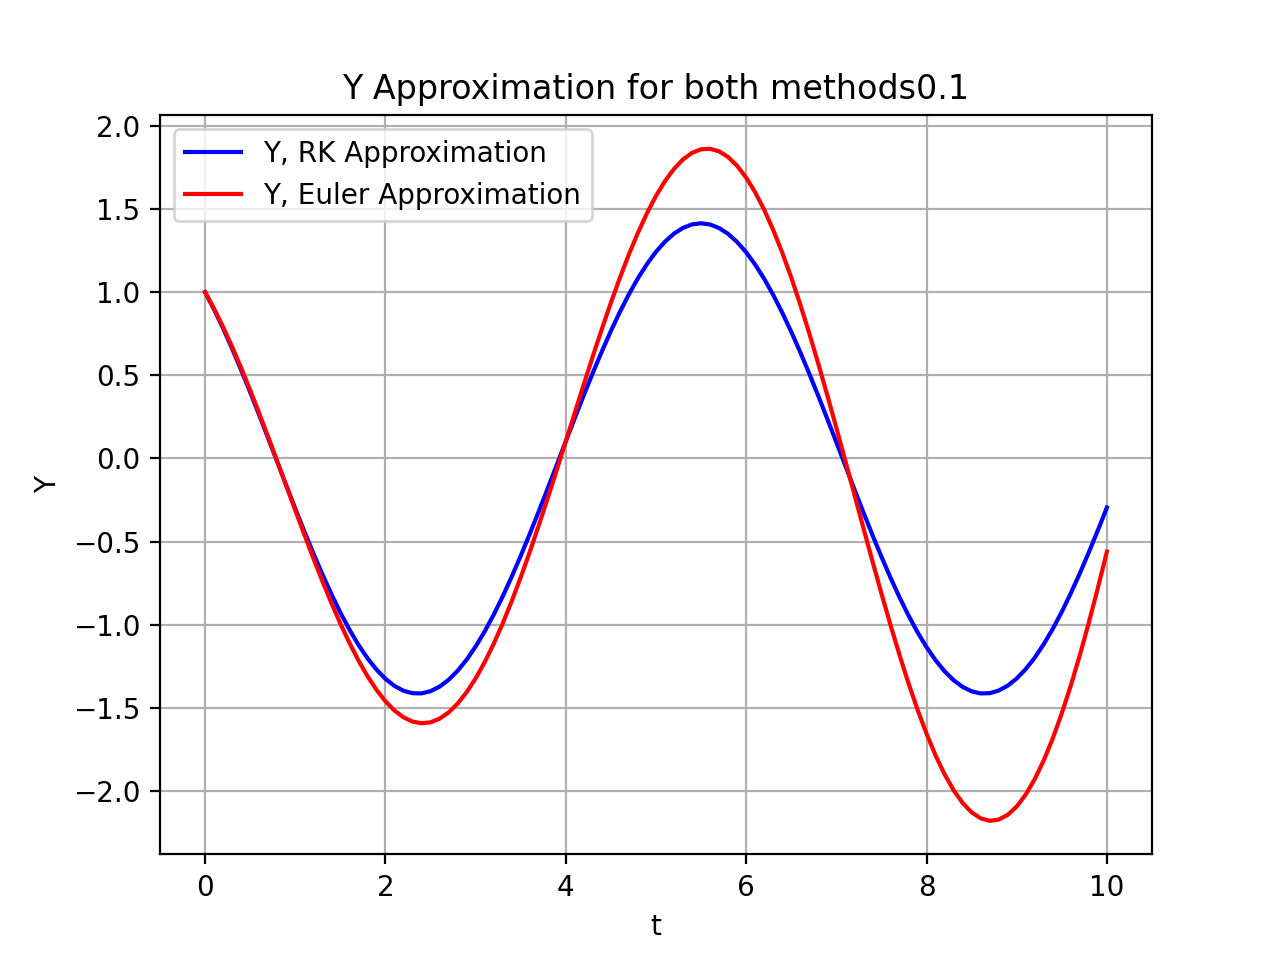 Y Approximation for both methods0.1
Y, RK Approximation
Y, Euler Approximation
2.0
1.5
1.0
0.5
0.0
−0.5
−1.0
−1.5
−2.0
Y
0 2 4 6 8 10
t